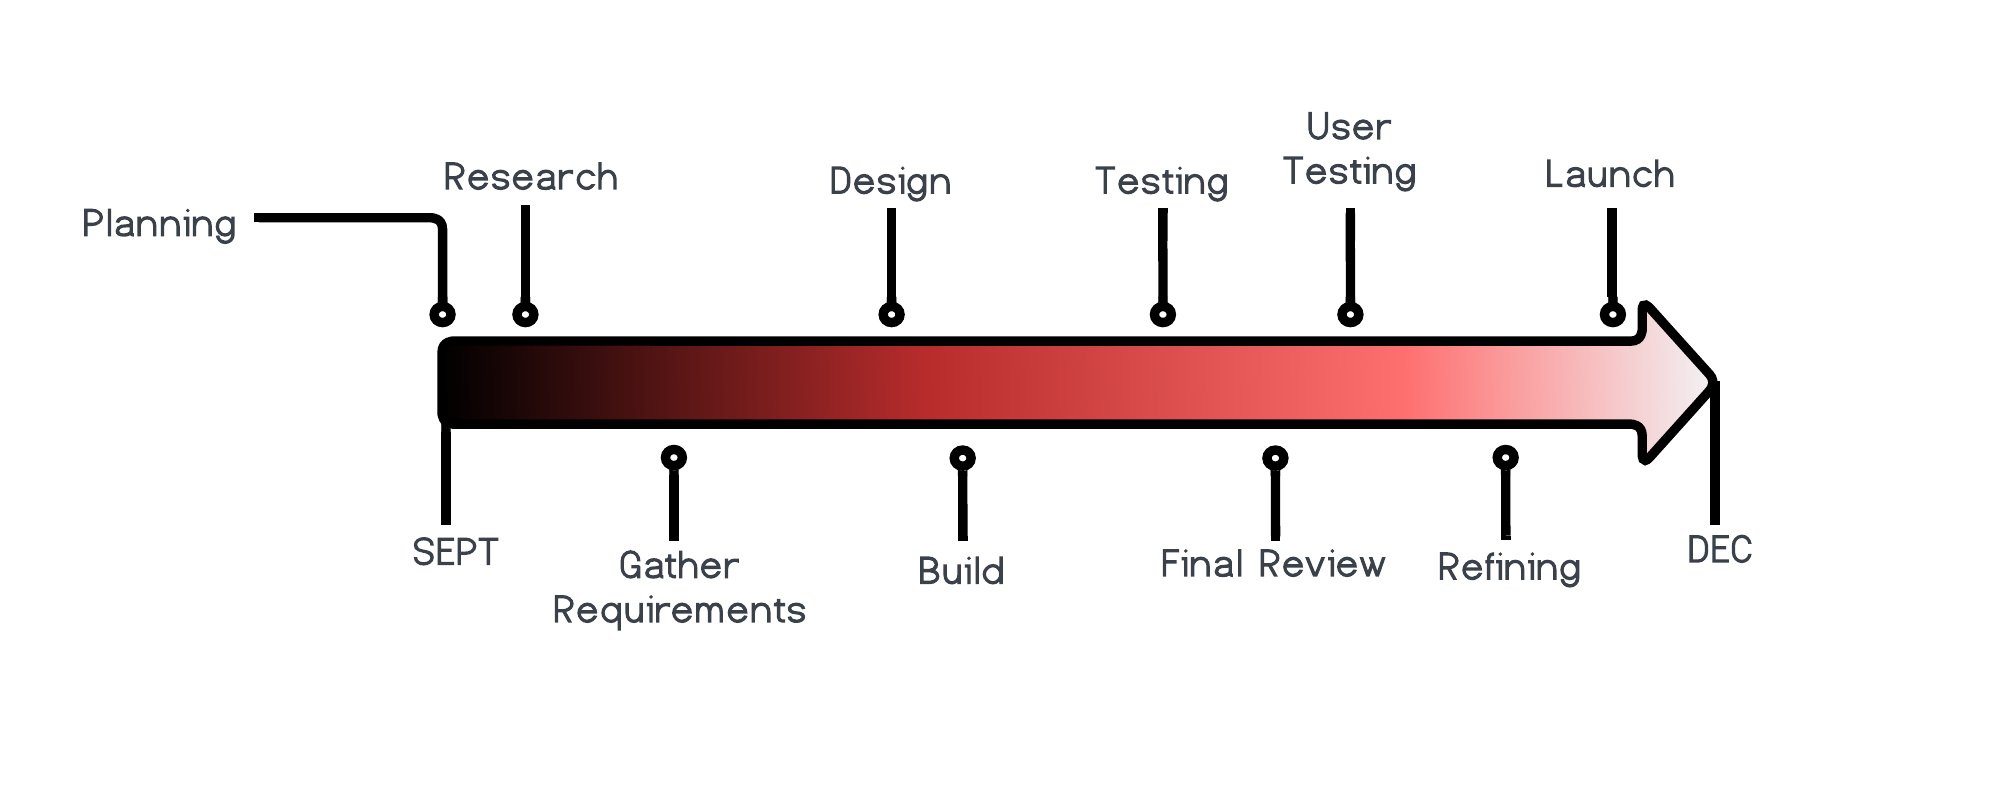 User
Testing
Research
Design
Testing
Launch
Planning
SEPT
Gather
Requirements
Build
Final Review
Refining
DEC